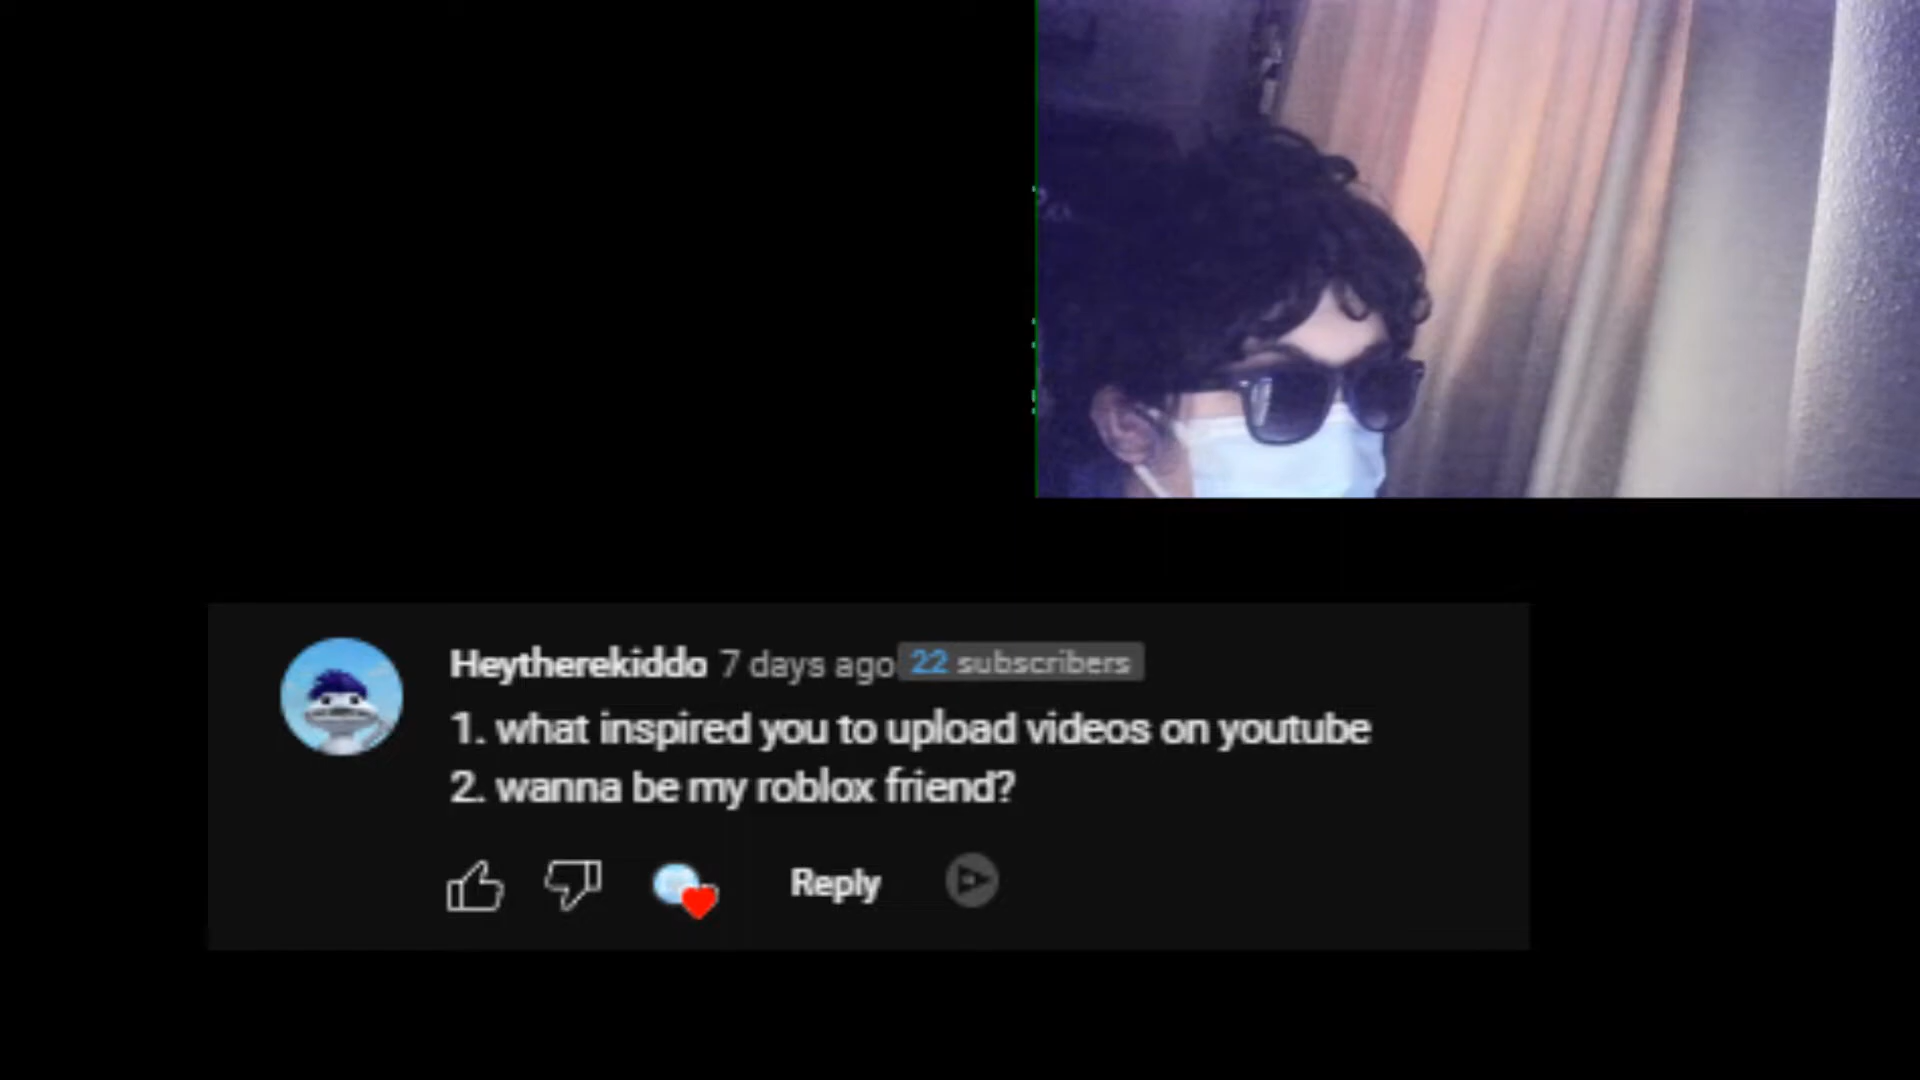 Heytherekiddo 7 days ago 22 subscribers
1. what inspired you to upload videos on youtube
2. wanna be my roblox friend?
Reply